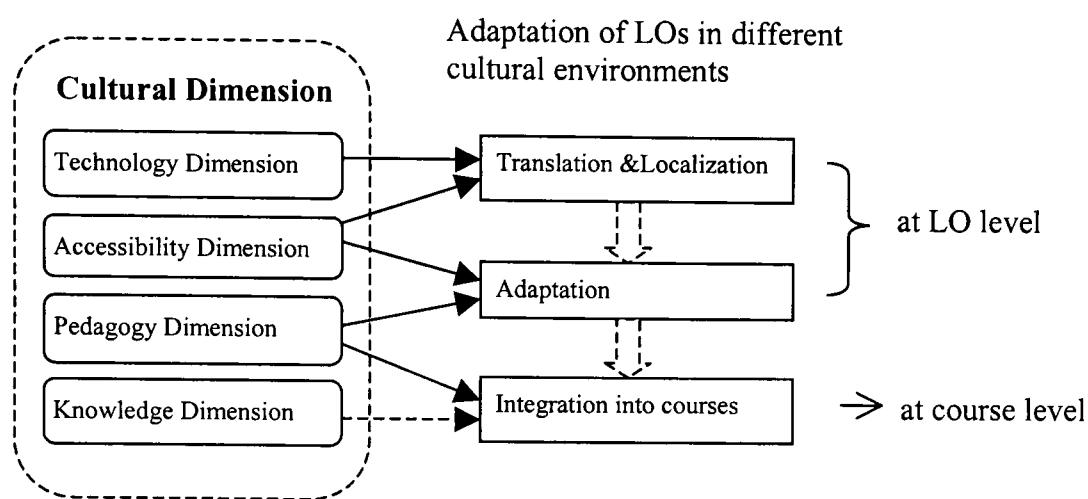 Adaptation of LOs in different
cultural environments
Cultural Dimension
Technology Dimension
Accessibility Dimension
Pedagogy Dimension
Knowledge Dimension
Translation &Localization
Adaptation
Integration into courses
at LO level
at course level